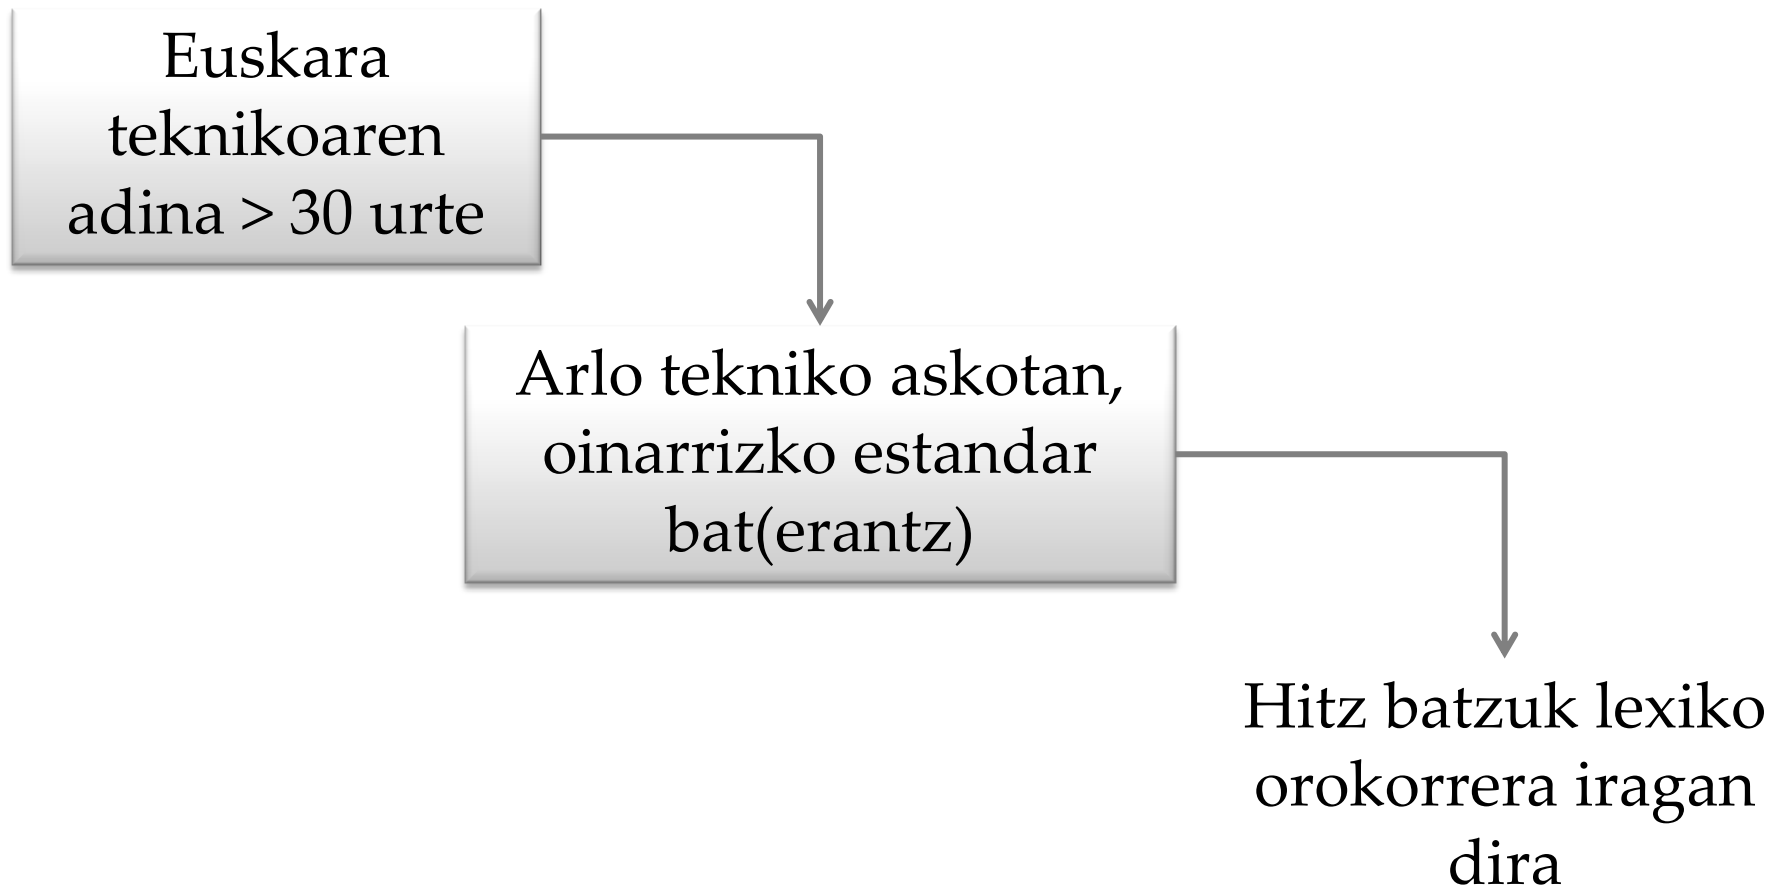 Euskara
teknikoaren
adina > 30 urte
Arlo tekniko askotan,
oinarrizko estandar
bat(erantz)
Hitz batzuk lexiko
orokorrera iragan
dira